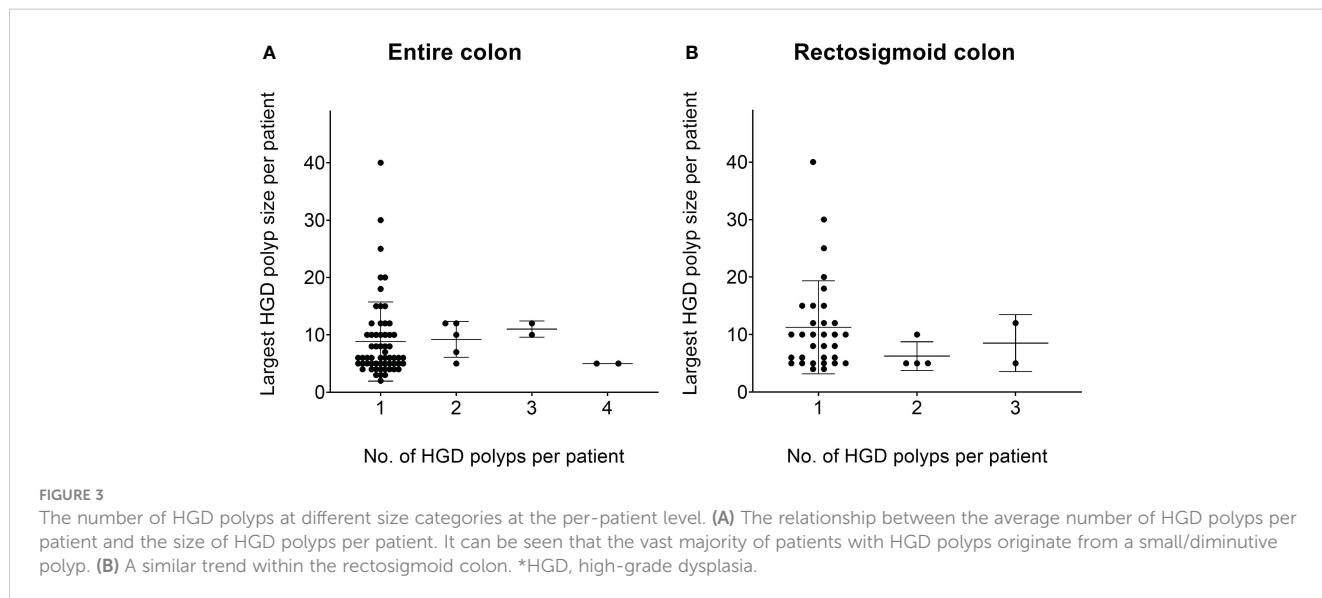 A
Entire colon
Largest HGD polyp size per patient
40
30
20
10
0
1 2 3 4
No. of HGD polyps per patient
B
Rectosigmoid colon
Largest HGD polyp size per patient
40
30
20
10
0
1 2 3
No. of HGD polyps per patient
FIGURE 3
The number of HGD polyps at different size categories at the per-patient level. (A) The relationship between the average number of HGD polyps per
patient and the size of HGD polyps per patient. It can be seen that the vast majority of patients with HGD polyps originate from a small/diminutive
polyp. (B) A similar trend within the rectosigmoid colon. *HGD, high-grade dysplasia.